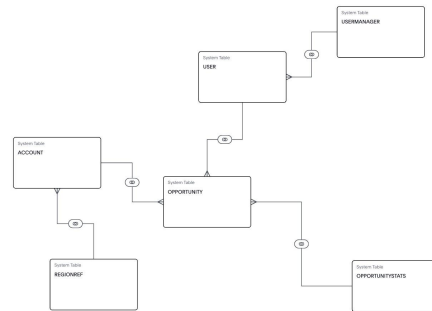 System Table
USERMANAGER
System Table
USER
System Table
ACCOUNT
System Table
OPPORTUNITY
System Table
REGIONREF
System Table
OPPORTUNITYSTATS